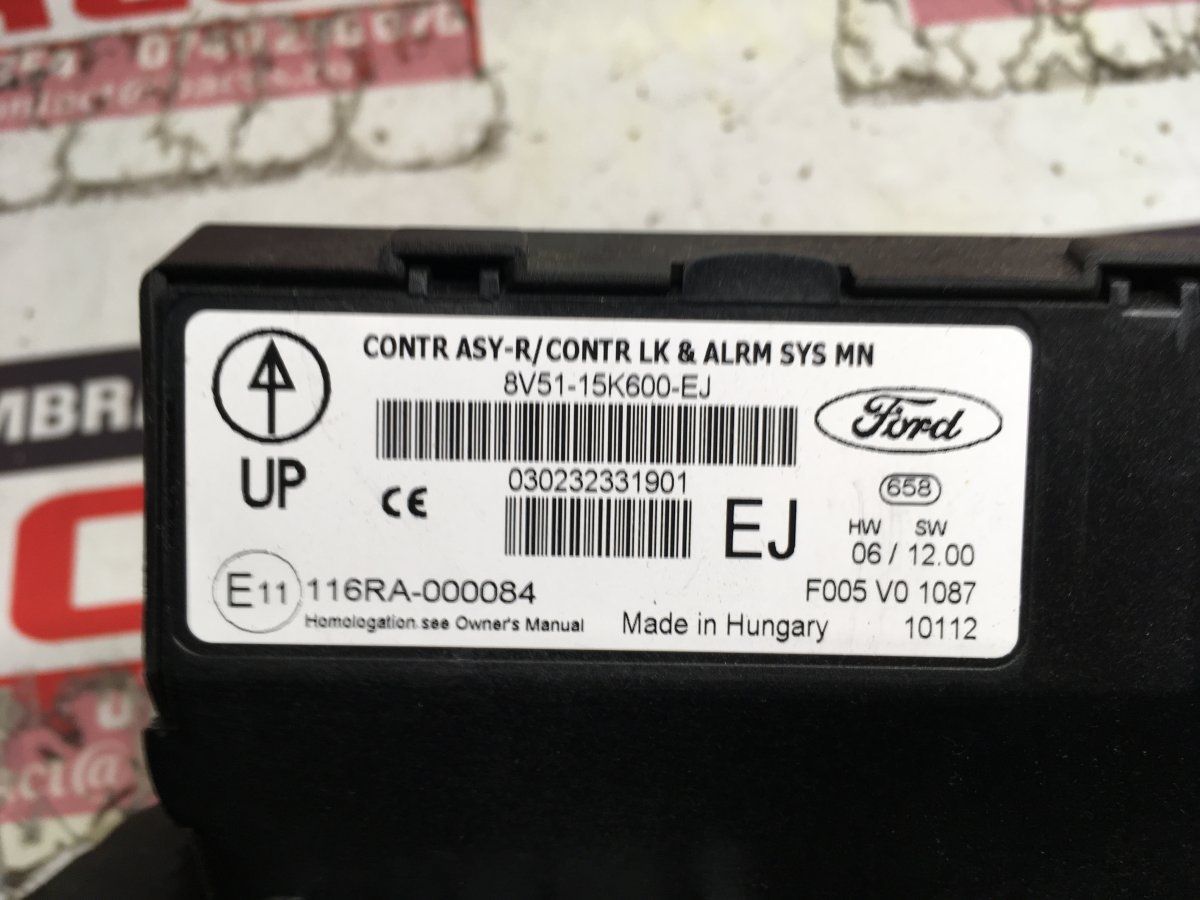 CONTR ASY-R/CONTR LK & ALRM SYS MN
8V51-15K600-EJ
UP
CE
030232331901
EJ
Ford
658
HW SW
06 / 12.00
E11
116RA-000084
Homologation see Owner's Manual
Made in Hungary
F005 V0 1087
10112
MBRA